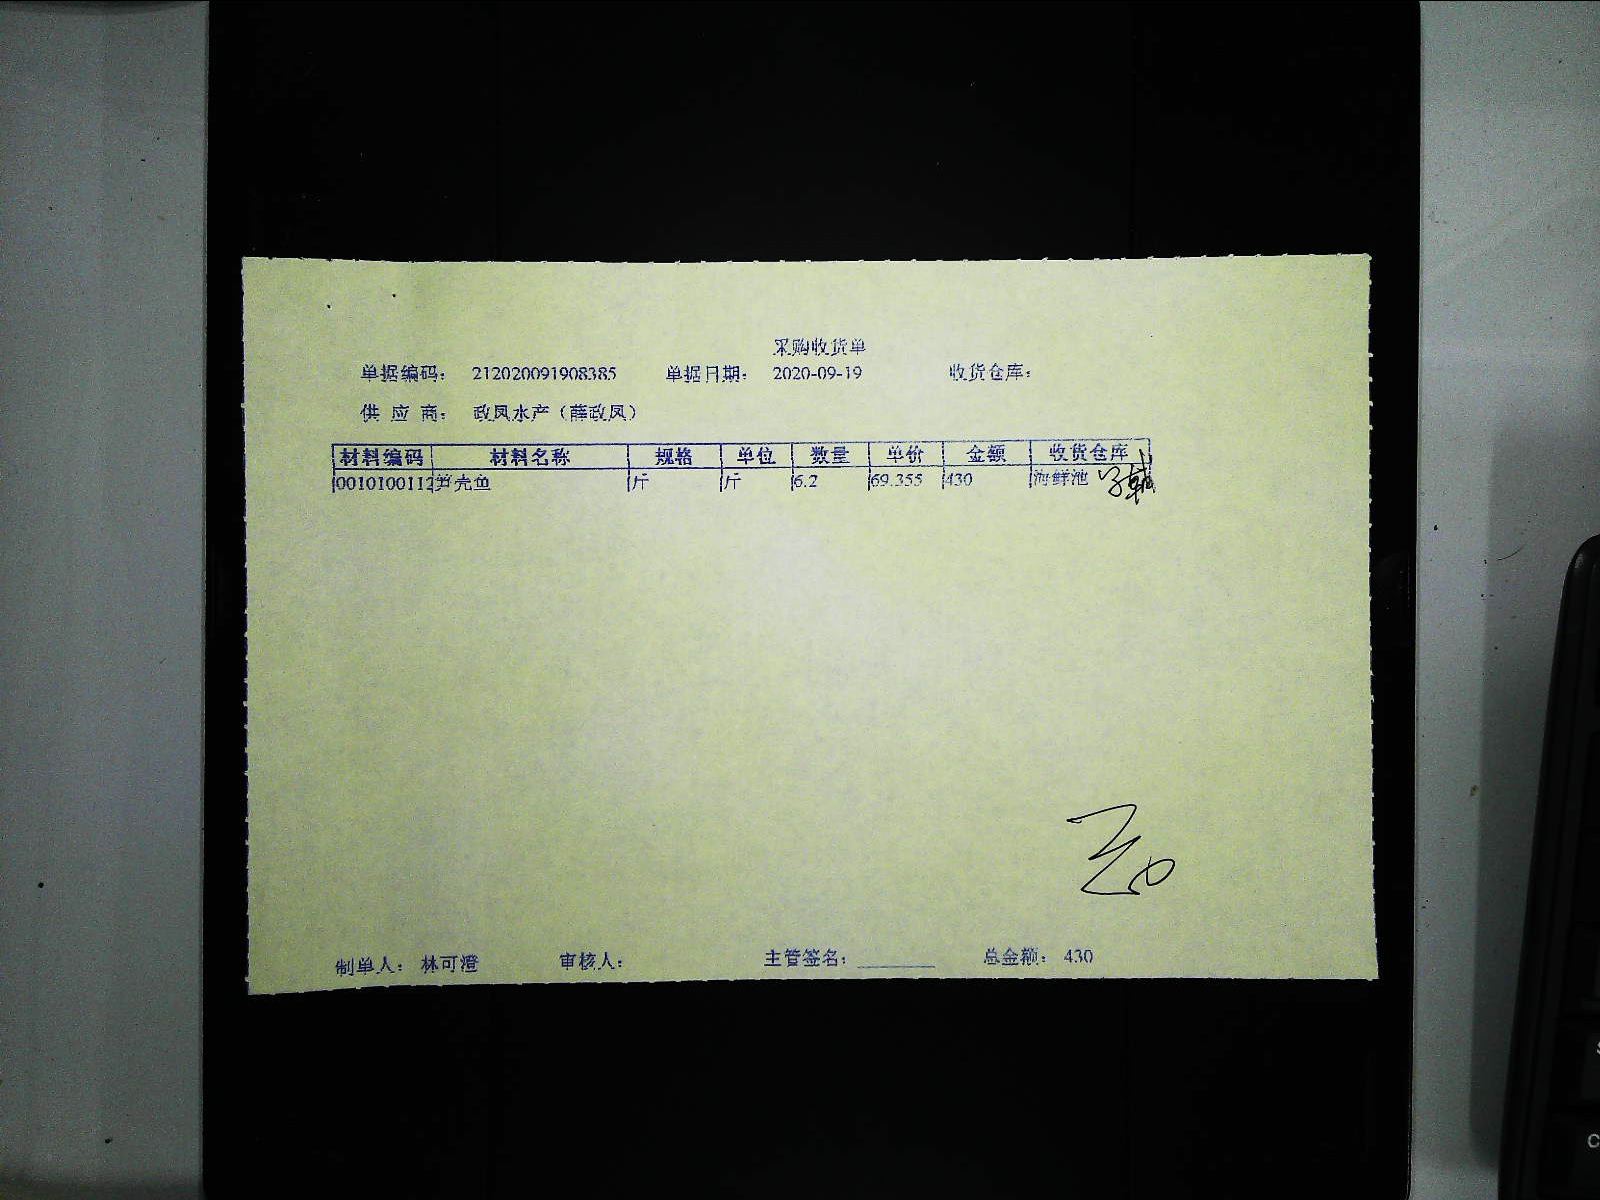 采购收货单
单据编码： 212020091908385 单据日期： 2020-09-19 收货仓库：
供 应 商： 政凤水产（薛政凤）
材料编码 材料名称 规格 单位 数量 单价 金额 收货仓库
0010100112 笋壳鱼 斤 斤 6.2 69.355 430 海鲜池
制单人： 林可澄 审核人： 主管签名： 总金额： 430